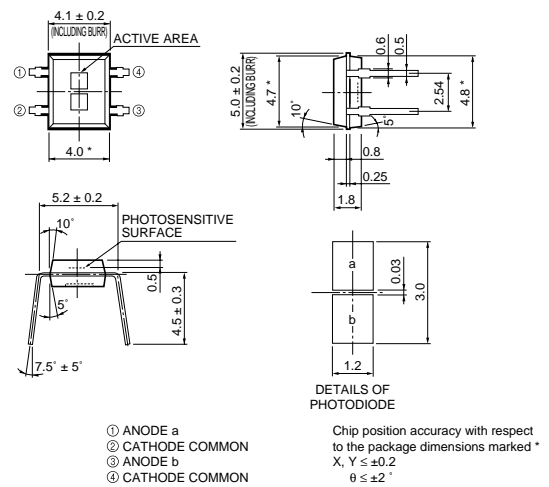 4.1 ± 0.2
(INCLUDING BURR)
ACTIVE AREA
①
②
④
③
4.0 *
5.0 ± 0.2
(INCLUDING BURR)
4.7 *
10°
0.6
0.5
2.54
4.8 *
5°
0.8
0.25
1.8
5.2 ± 0.2
10°
PHOTOSENSITIVE
SURFACE
0.5
4.5 ± 0.3
5°
7.5° ± 5°
a
b
0.03
3.0
1.2
DETAILS OF
PHOTODIODE
① ANODE a
② CATHODE COMMON
③ ANODE b
④ CATHODE COMMON
Chip position accuracy with respect
to the package dimensions marked *
X, Y ≤ ±0.2
θ ≤ ±2 °